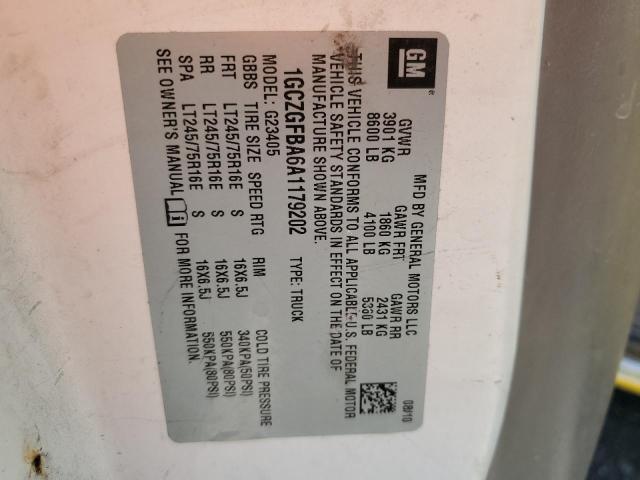 GM
MFD BY GENERAL MOTORS LLC 08/10
GVWR GAWR FRT GAWR RR
3901 KG 1860 KG 2431 KG
8600 LB 4100 LB 5360 LB
THIS VEHICLE CONFORMS TO ALL APPLICABLE U.S. FEDERAL MOTOR
VEHICLE SAFETY STANDARDS IN EFFECT ON THE DATE OF
MANUFACTURE SHOWN ABOVE.
1GCZGFBA6A1179202 TYPE: TRUCK
G23405
GBBS TIRE SIZE SPEED RTG RIM COLD TIRE PRESSURE
FRT LT245/75R16E S 16X6.5J 340KPA(50PSI)
RR LT245/75R16E S 16X6.5J 550KPA(80PSI)
SPA LT245/75R16E S 16X6.5J 550KPA(80PSI)
SEE OWNER'S MANUAL FOR MORE INFORMATION.